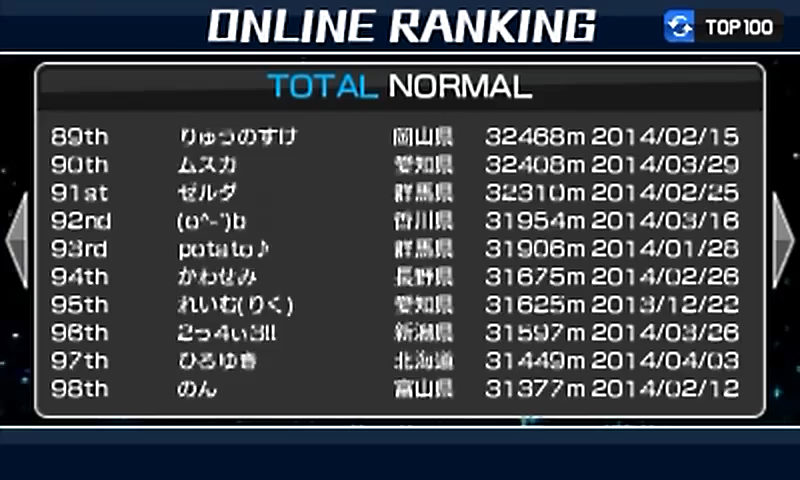 ONLINE RANKING
TOP100
TOTAL NORMAL
89th りゅうのすけ 岡山県 32468m 2014/02/15
90th ムスカ 愛知県 32408m 2014/03/29
91st ゼルダ 群馬県 32310m 2014/02/25
92nd (o^-')b 香川県 31954m 2014/03/16
93rd potato♪ 群馬県 31906m 2014/01/28
94th かわせみ 長野県 31675m 2014/02/26
95th れいむ(りく) 愛知県 31625m 2013/12/22
96th 新潟県 31597m 2014/03/26
97th ひろゆき 北海道 31449m 2014/04/03
98th のん 富山県 31377m 2014/02/12